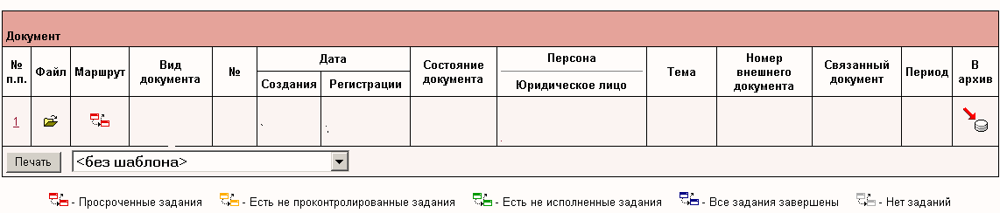 Документ
№ п.п. Файл Маршрут Вид документа № Дата Создания Регистрации Состояние документа Персона Юридическое лицо Тема Номер внешнего документа Связанный документ Период В архив
1
Печать <без шаблона>
- Просроченные задания - Есть не проконтролированные задания - Есть не исполненные задания - Все задания завершены - Нет заданий